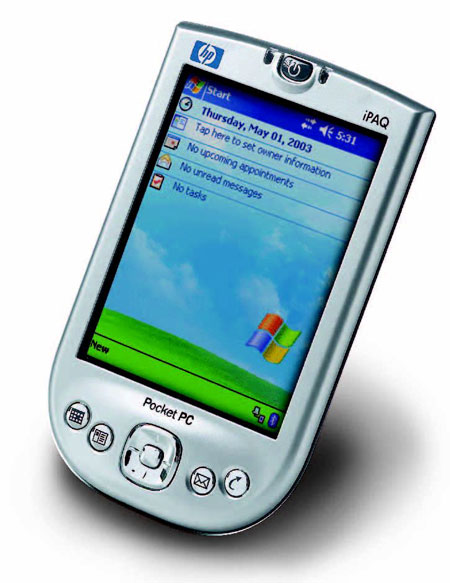 hp
iPAQ
Start
5:31
Thursday, May 01, 2003
Tap here to set owner information
No upcoming appointments
No unread messages
No tasks
New
Pocket PC